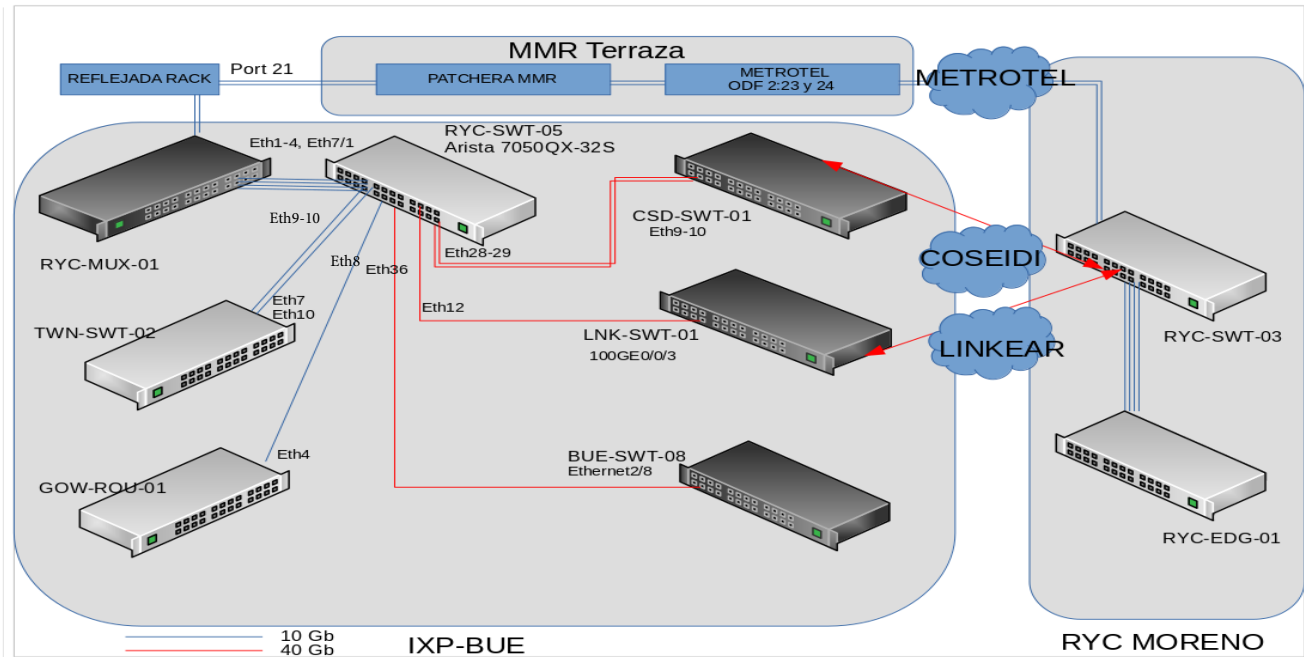 MMR Terraza
REFLEJADA RACK
Port 21
PATCHERA MMR
METROTEL
ODF 2:23 y 24
METROTEL
RYC-SWT-05
Arista 7050QX-32S
Eth1-4, Eth7/1
RYC-MUX-01
Eth9-10
Eth8
Eth36
Eth28-29
Eth12
CSD-SWT-01
Eth9-10
COSEIDI
LNK-SWT-01
100GE0/0/3
LINKEAR
RYC-SWT-03
Eth7
Eth10
TWN-SWT-02
Eth4
GOW-ROU-01
BUE-SWT-08
Ethernet2/8
RYC-EDG-01
10 Gb
40 Gb
IXP-BUE
RYC MORENO